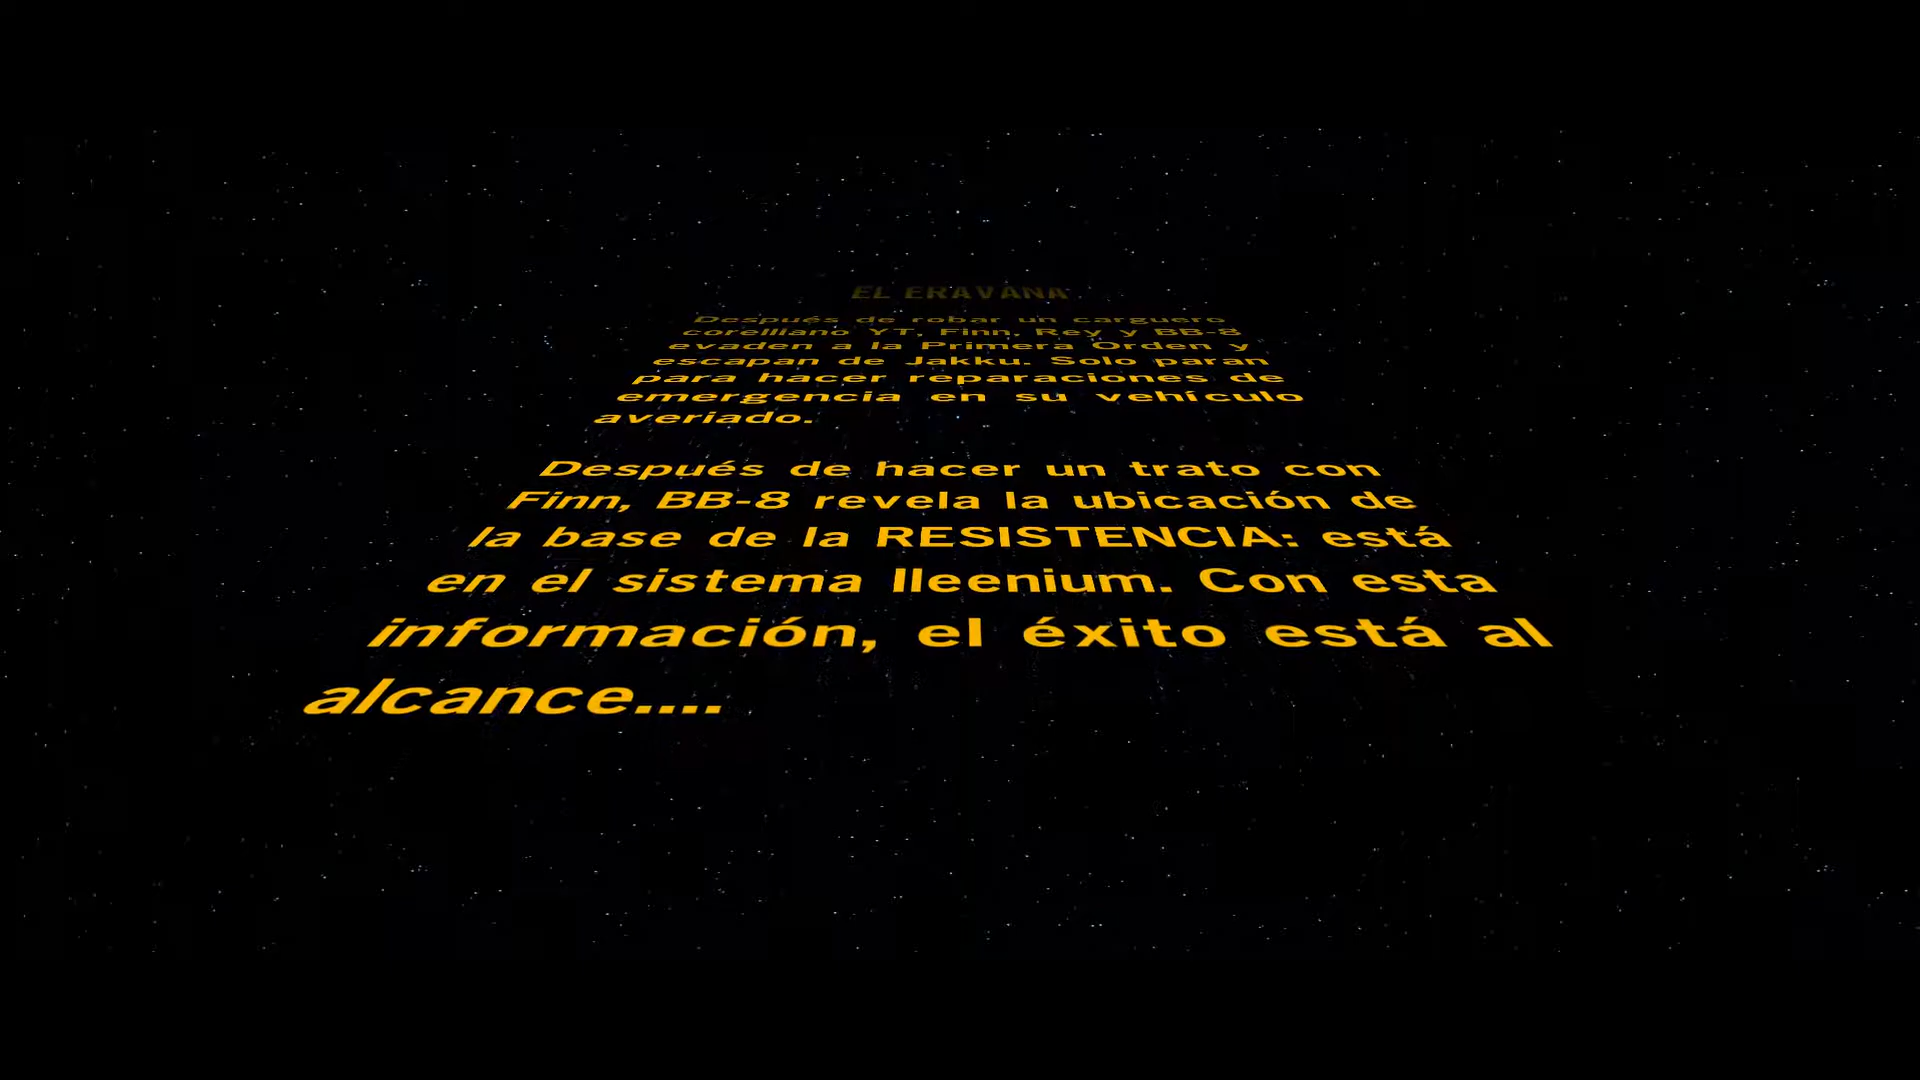 EL ERAVANA
Después de robar un carguero
corelliano YT, Finn, Rey y BB-8
evaden a la Primera Orden y
escapan de Jakku. Solo paran
para hacer reparaciones de
emergencia en su vehículo
averiado.
Después de hacer un trato con
Finn, BB-8 revela la ubicación de
la base de la RESISTENCIA: está
en el sistema Ileenium. Con esta
información, el éxito está al
alcance....